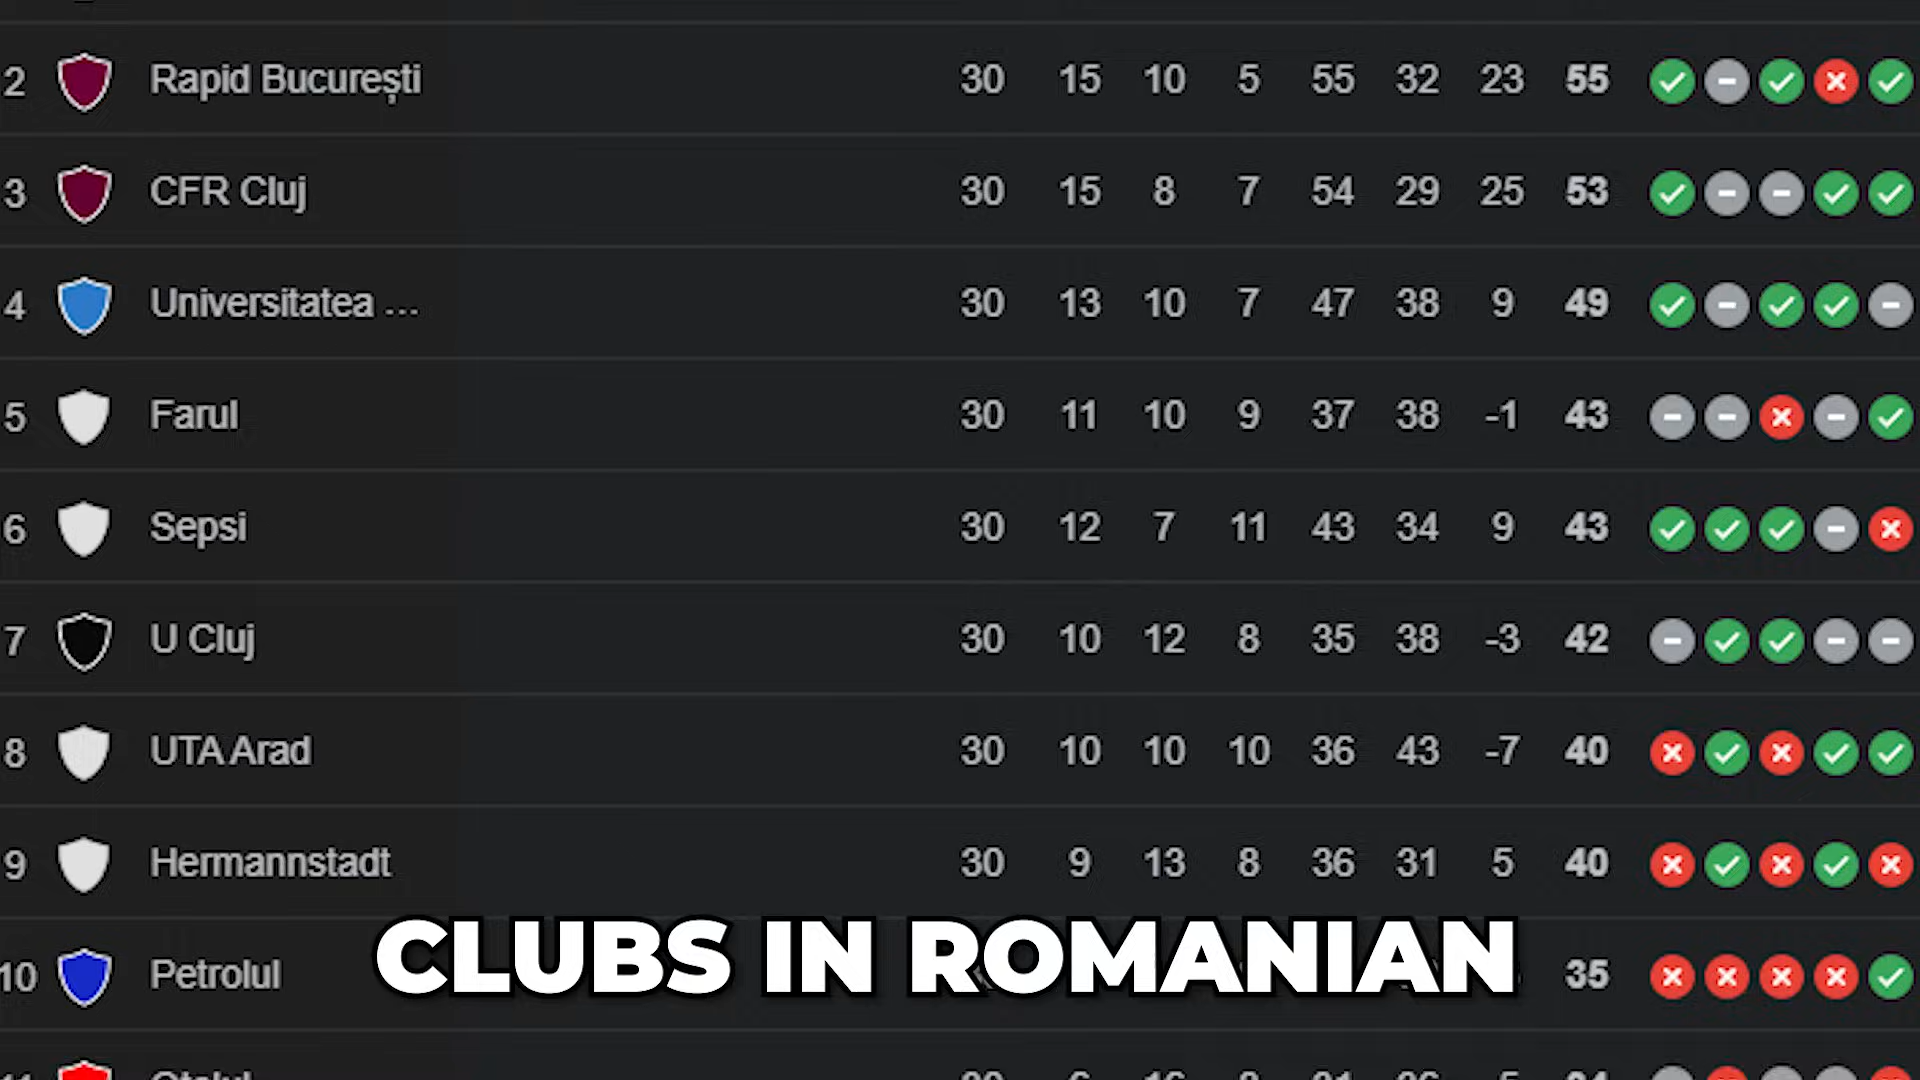 2 Rapid București 30 15 10 5 55 32 23 55
3 CFR Cluj 30 15 8 7 54 29 25 53
4 Universitatea ... 30 13 10 7 47 38 9 49
5 Farul 30 11 10 9 37 38 -1 43
6 Sepsi 30 12 7 11 43 34 9 43
7 U Cluj 30 10 12 8 35 38 -3 42
8 UTA Arad 30 10 10 10 36 43 -7 40
9 Hermannstadt 30 9 13 8 36 31 5 40
10 Petrolul 35
CLUBS IN ROMANIAN